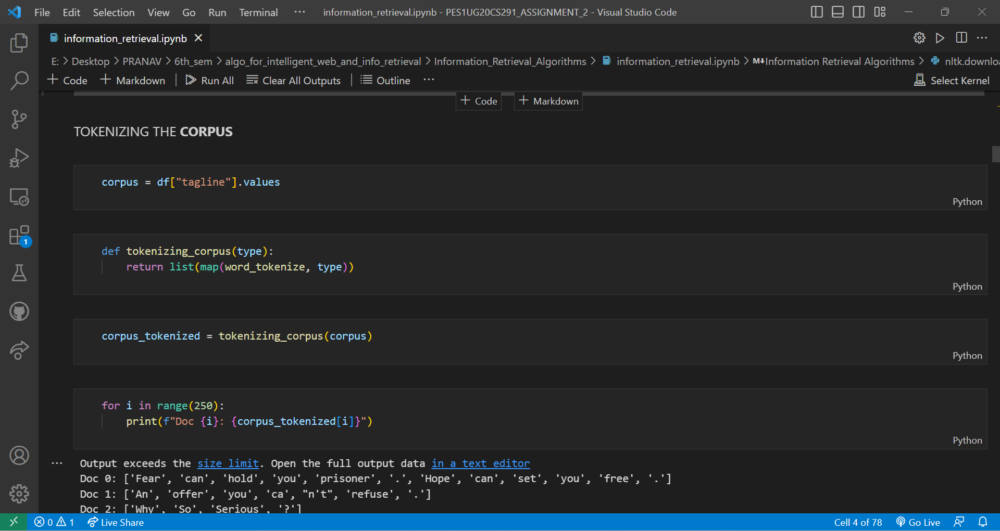 File Edit Selection View Go Run Terminal ··· information_retrieval.ipynb - PES1UG20CS291_ASSIGNMENT_2 - Visual Studio Code
information_retrieval.ipynb
E: > Desktop > PRANAV > 6th_sem > algo_for_intelligent_web_and_info_retrieval > Information_Retrieval_Algorithms > information_retrieval.ipynb > M↓Information Retrieval Algorithms > nltk.downloa
+ Code + Markdown | Run All Clear All Outputs | Outline ··· Select Kernel
+ Code + Markdown
TOKENIZING THE CORPUS
corpus = df["tagline"].values
Python
def tokenizing_corpus(type):
return list(map(word_tokenize, type))
Python
corpus_tokenized = tokenizing_corpus(corpus)
Python
for i in range(250):
print(f"Doc {i}: {corpus_tokenized[i]}")
Python
··· Output exceeds the size limit. Open the full output data in a text editor
Doc 0: ['Fear', 'can', 'hold', 'you', 'prisoner', '.', 'Hope', 'can', 'set', 'you', 'free', '.']
Doc 1: ['An', 'offer', 'you', 'ca', "n't", 'refuse', '.']
Doc 2: ['Why', 'So', 'Serious', '?']
1
0 1 Live Share Cell 4 of 78 Go Live